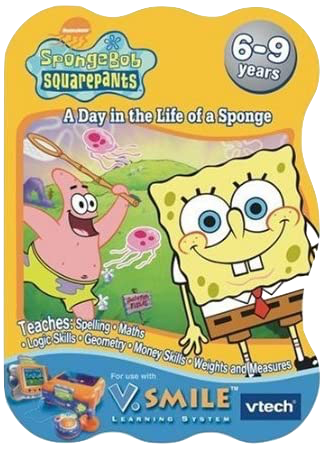 nickelodeon
SpongeBob
SQUAREPANTS
6-9
years
A Day in the Life of a Sponge
Teaches: Spelling • Maths
• Logic Skills • Geometry • Money Skills • Weights and Measures
For use with
V.SMILE™
LEARNING SYSTEM
vtech